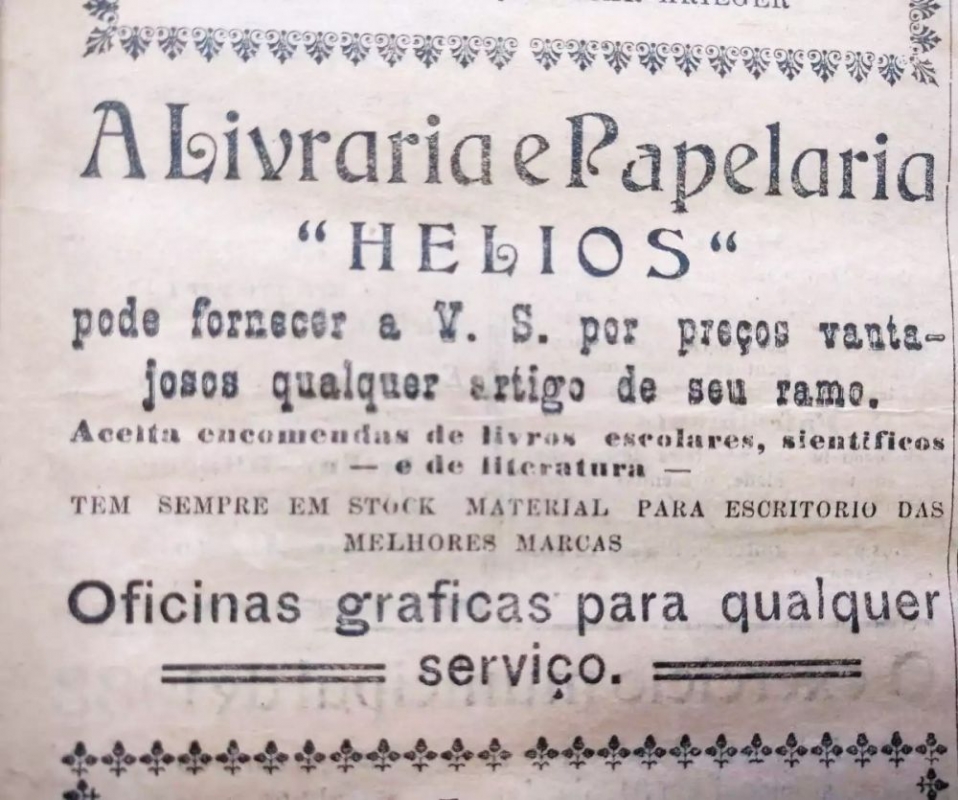 KRIEGER
A Livraria e Papelaria
“HELIOS“
pode fornecer a V. S. por preços vanta-
josos qualquer artigo de seu ramo.
Aceita encomendas de livros escolares, sientificos
— e de literatura —
TEM SEMPRE EM STOCK MATERIAL PARA ESCRITORIO DAS
MELHORES MARCAS
Oficinas graficas para qualquer
serviço.